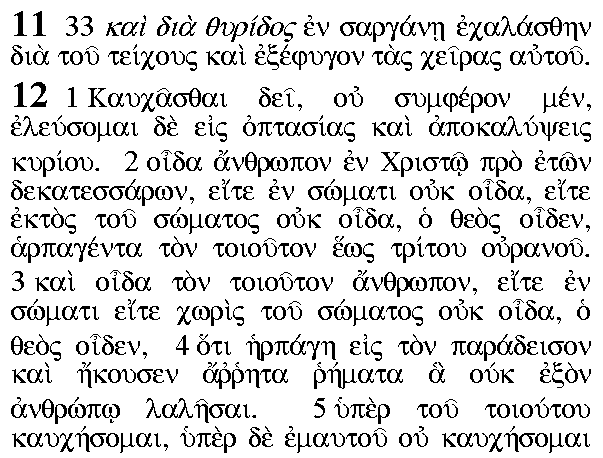 11 33 καὶ διὰ θυρίδος ἐν σαργάνῃ ἐχαλάσθην
διὰ τοῦ τείχους καὶ ἐξέφυγον τὰς χεῖρας αὐτοῦ.
12 1 Καυχᾶσθαι δεῖ, οὐ συμφέρον μέν,
ἐλεύσομαι δὲ εἰς ὀπτασίας καὶ ἀποκαλύψεις
κυρίου. 2 οἶδα ἄνθρωπον ἐν Χριστῷ πρὸ ἐτῶν
δεκατεσσάρων, εἴτε ἐν σώματι οὐκ οἶδα, εἴτε
ἐκτὸς τοῦ σώματος οὐκ οἶδα, ὁ θεὸς οἶδεν,
ἁρπαγέντα τὸν τοιοῦτον ἕως τρίτου οὐρανοῦ.
3 καὶ οἶδα τὸν τοιοῦτον ἄνθρωπον, εἴτε ἐν
σώματι εἴτε χωρὶς τοῦ σώματος οὐκ οἶδα, ὁ
θεὸς οἶδεν, 4 ὅτι ἡρπάγη εἰς τὸν παράδεισον
καὶ ἤκουσεν ἄῤῥητα ῥήματα ἃ οὐκ ἐξὸν
ἀνθρώπῳ λαλῆσαι. 5 ὑπὲρ τοῦ τοιούτου
καυχήσομαι, ὑπὲρ δὲ ἐμαυτοῦ οὐ καυχήσομαι